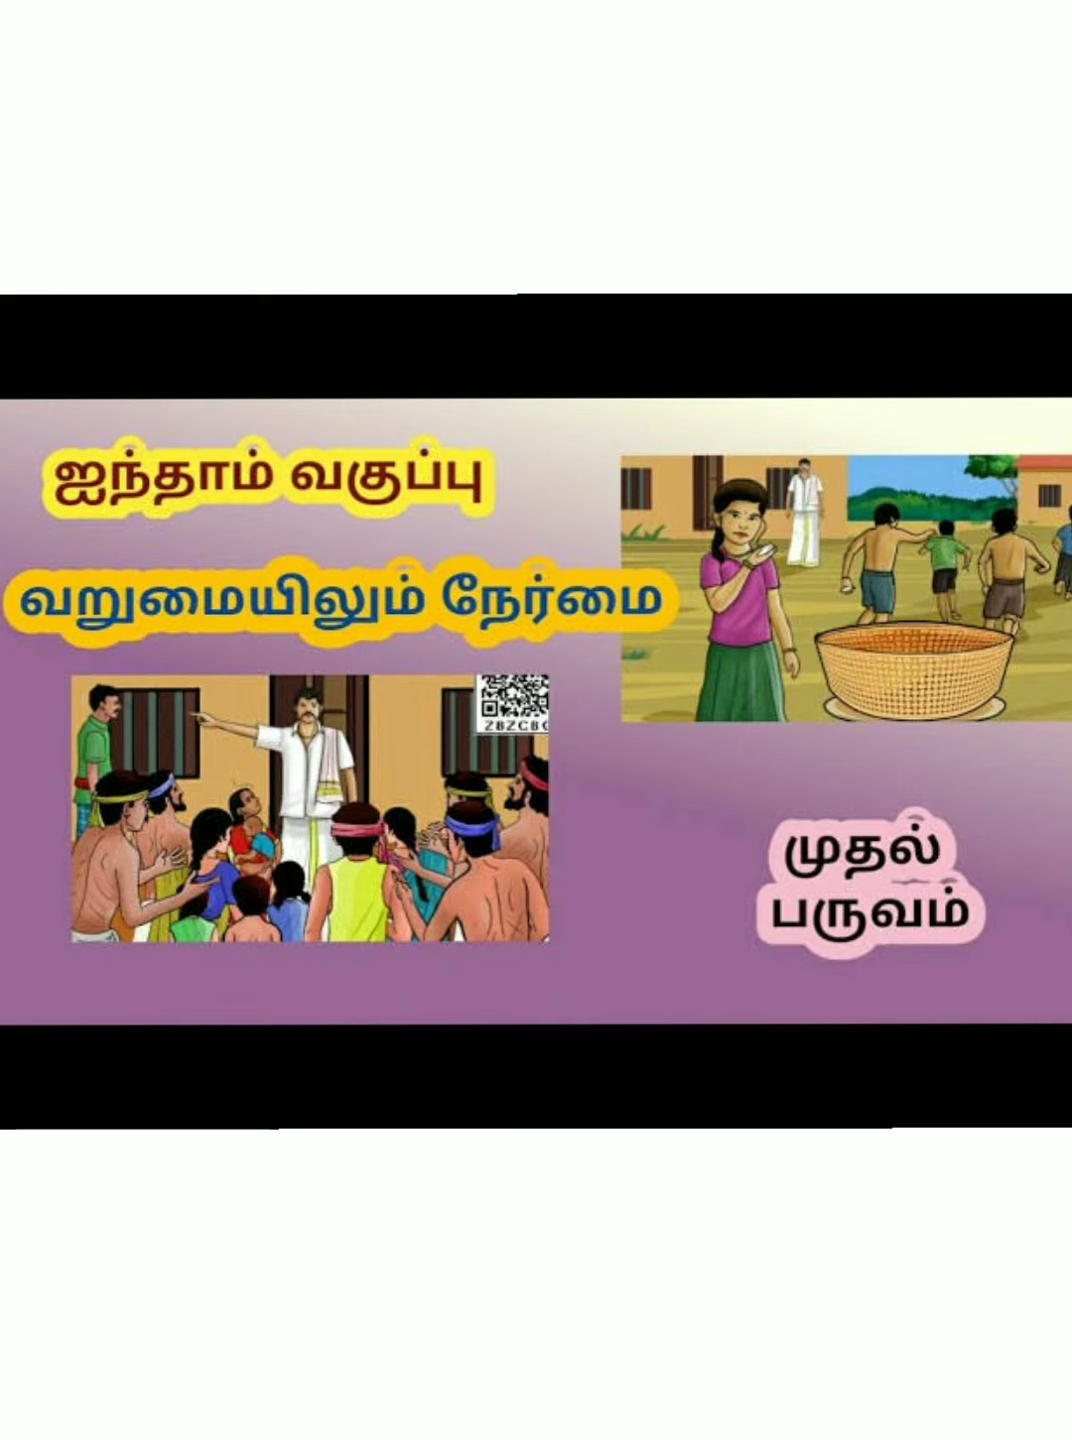 ஐந்தாம் வகுப்பு
வறுமையிலும் நேர்மை
முதல்
பருவம்